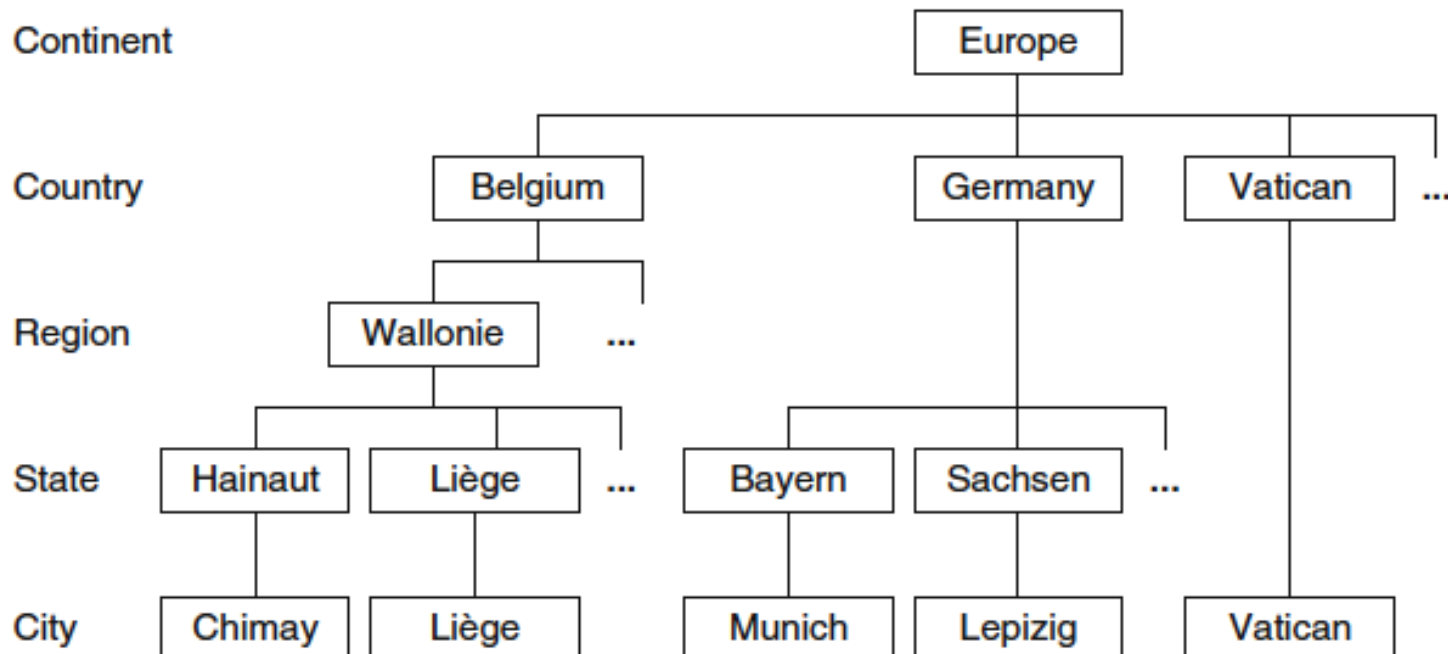 Continent Europe
Country Belgium Germany Vatican ...
Region Wallonie ...
State Hainaut Liège ... Bayern Sachsen ...
City Chimay Liège Munich Lepizig Vatican